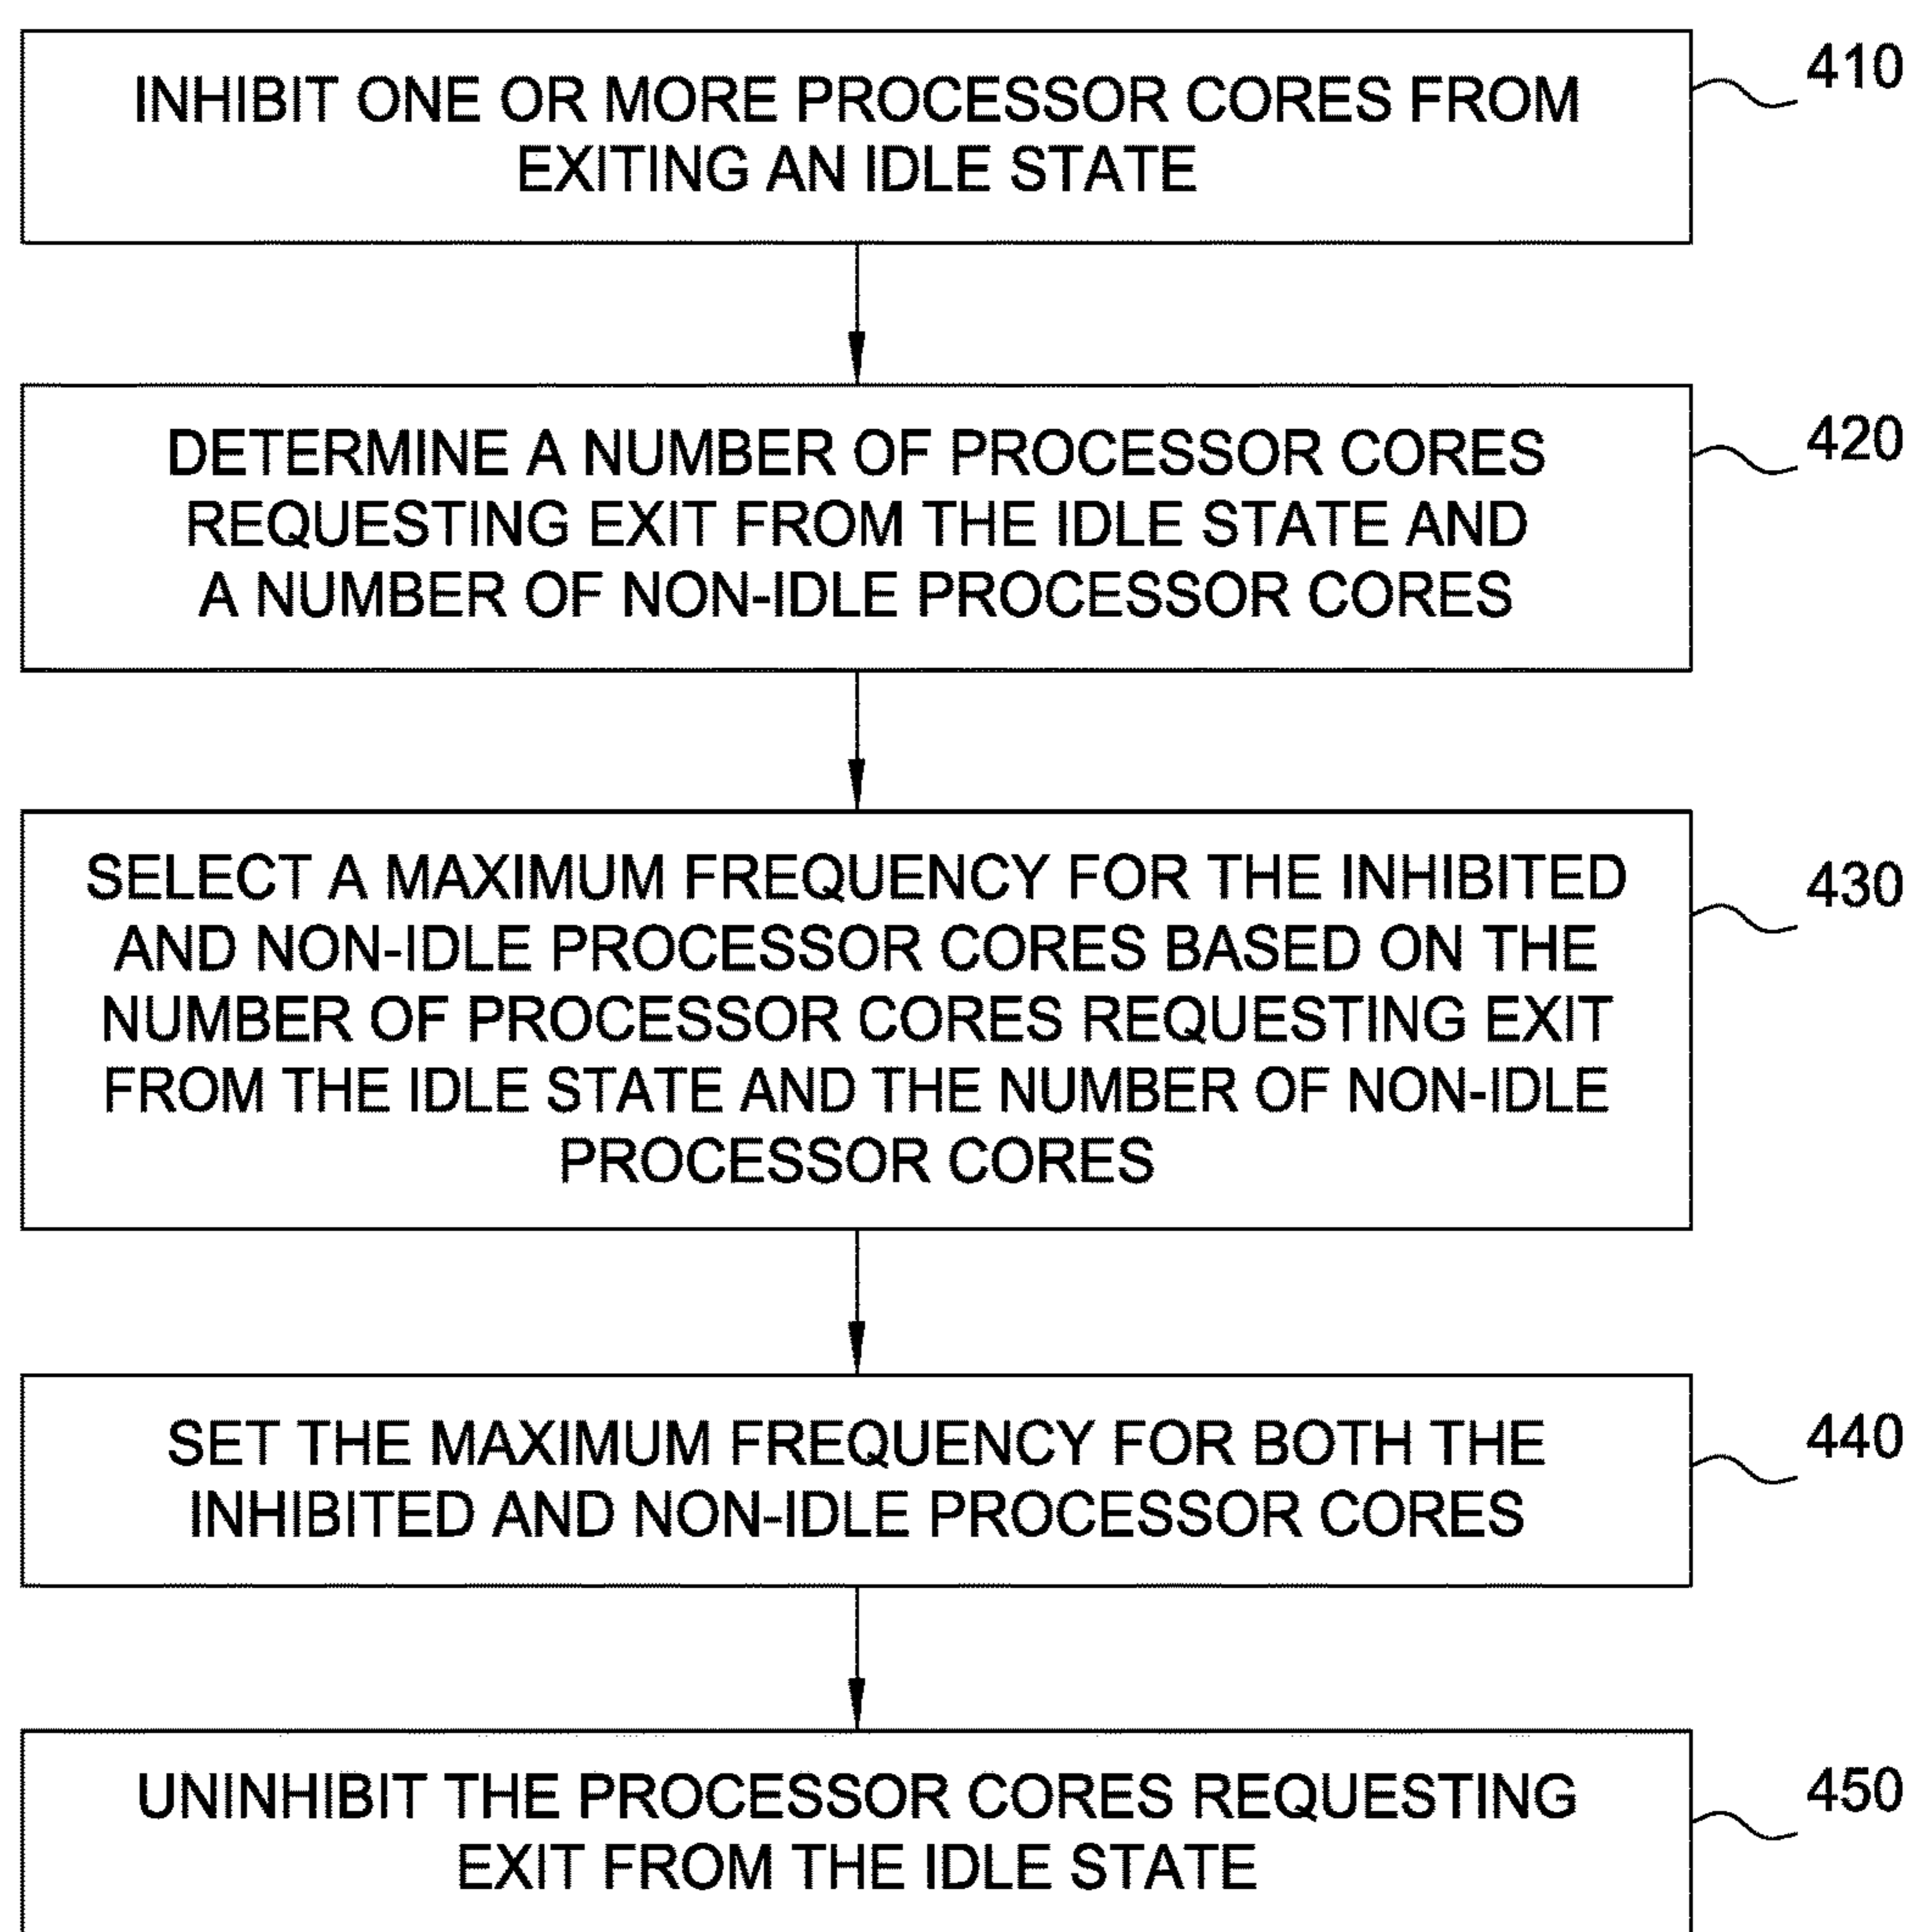 INHIBIT ONE OR MORE PROCESSOR CORES FROM
EXITING AN IDLE STATE
410
DETERMINE A NUMBER OF PROCESSOR CORES
REQUESTING EXIT FROM THE IDLE STATE AND
A NUMBER OF NON-IDLE PROCESSOR CORES
420
SELECT A MAXIMUM FREQUENCY FOR THE INHIBITED
AND NON-IDLE PROCESSOR CORES BASED ON THE
NUMBER OF PROCESSOR CORES REQUESTING EXIT
FROM THE IDLE STATE AND THE NUMBER OF NON-IDLE
PROCESSOR CORES
430
SET THE MAXIMUM FREQUENCY FOR BOTH THE
INHIBITED AND NON-IDLE PROCESSOR CORES
440
UNINHIBIT THE PROCESSOR CORES REQUESTING
EXIT FROM THE IDLE STATE
450